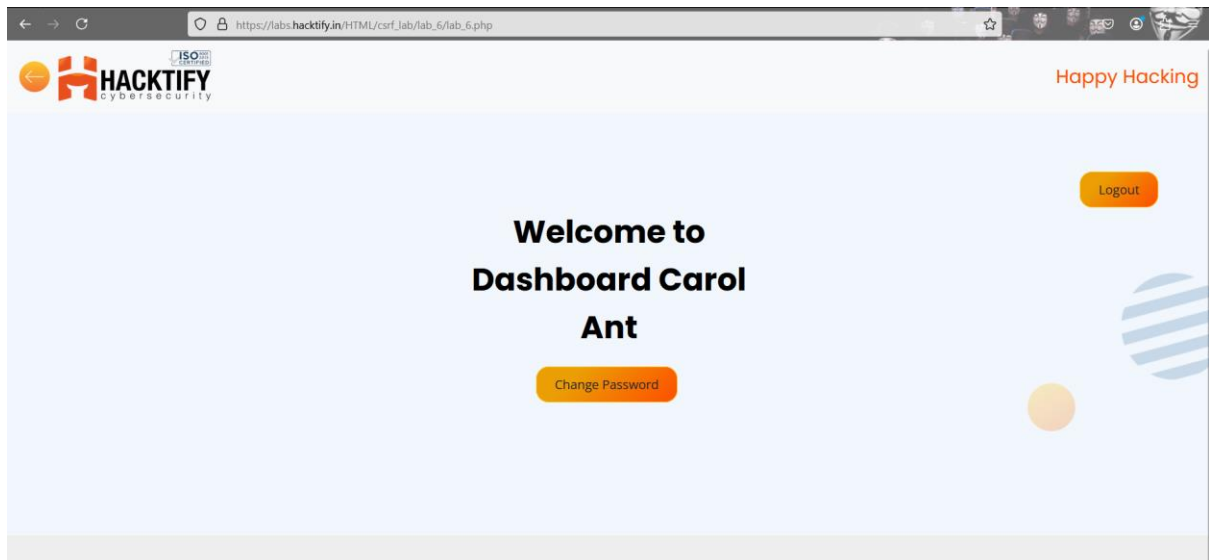 https://labs.hacktify.in/HTML/csrf_lab/lab_6/lab_6.php
HACKTIFY
cybersecurity
Happy Hacking
Logout
Welcome to
Dashboard Carol
Ant
Change Password